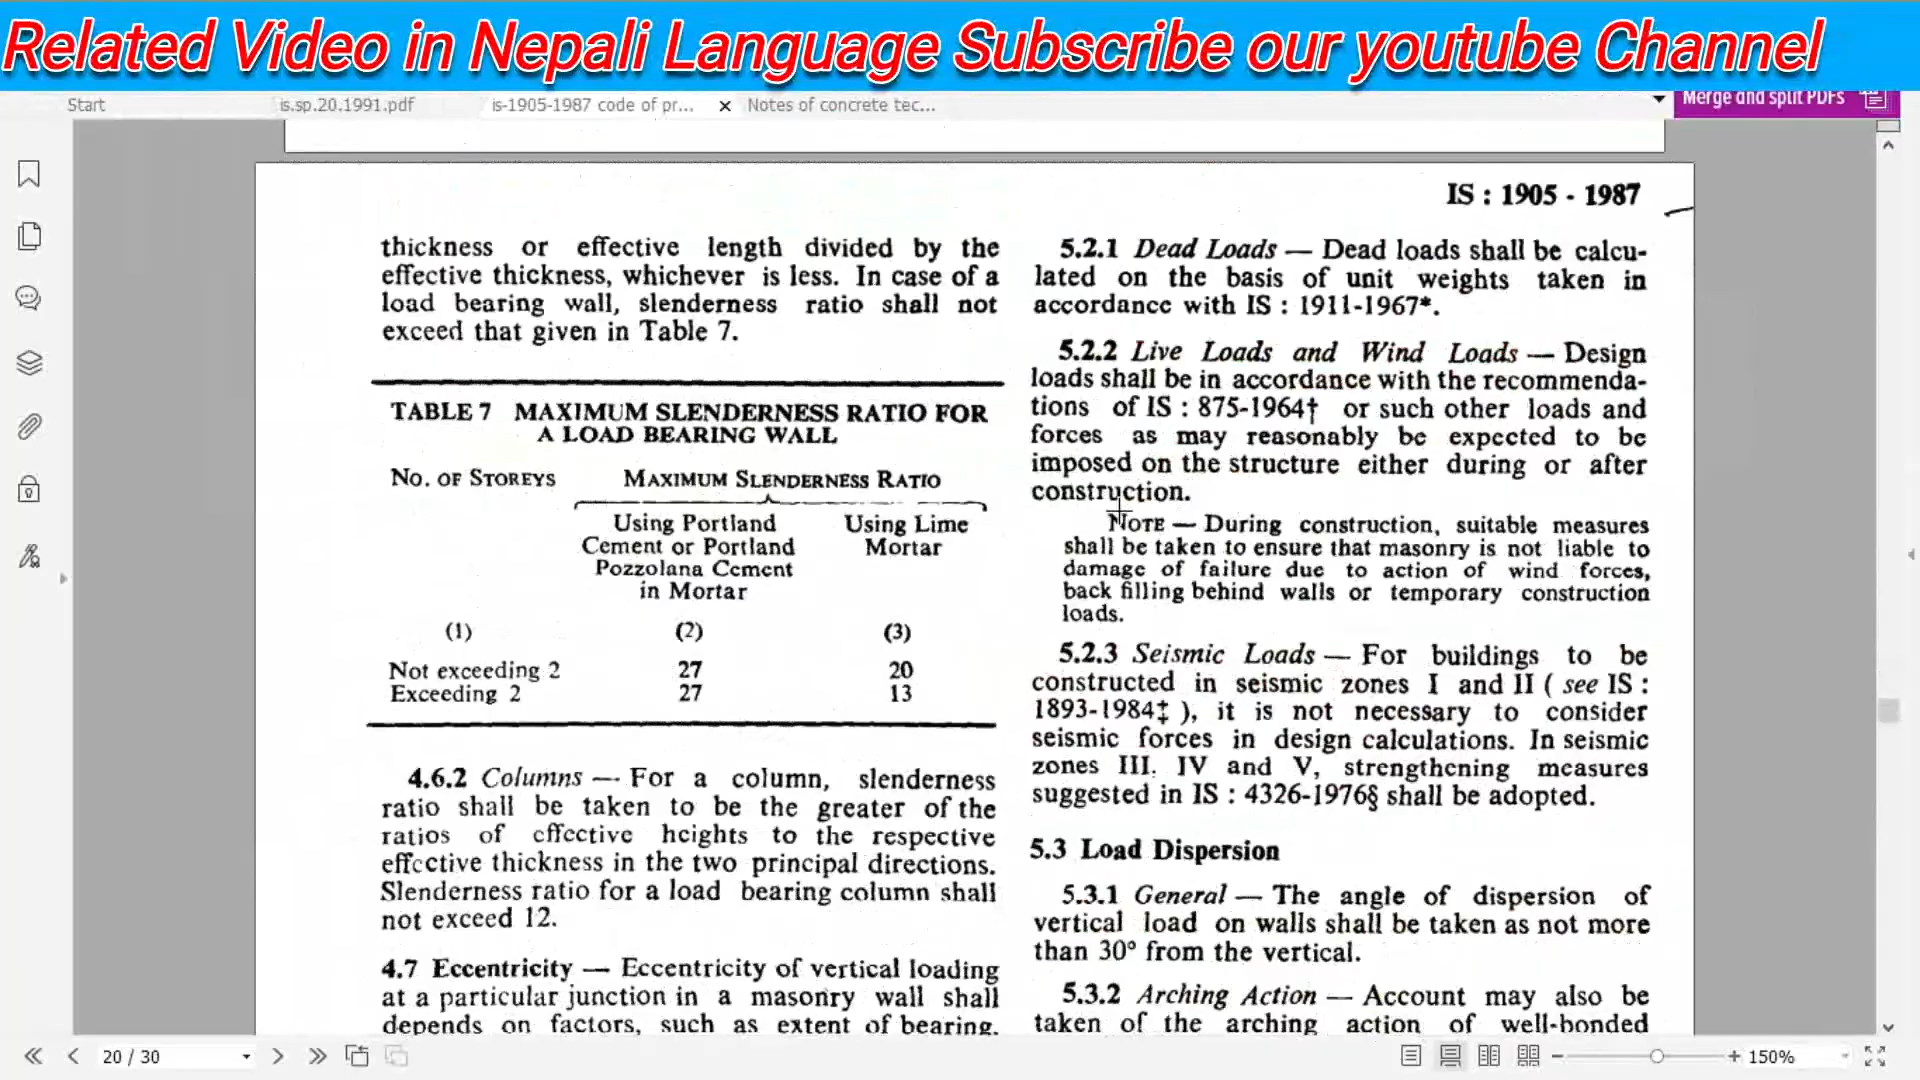 Related Video in Nepali Language Subscribe our youtube Channel
Start
is.sp.20.1991.pdf
is-1905-1987 code of pr...
Notes of concrete tec...
Merge and split PDFs
IS : 1905 - 1987
thickness or effective length divided by the
effective thickness, whichever is less. In case of a
load bearing wall, slenderness ratio shall not
exceed that given in Table 7.
TABLE 7 MAXIMUM SLENDERNESS RATIO FOR
A LOAD BEARING WALL
NO. OF STOREYS
MAXIMUM SLENDERNESS RATIO
Using Portland
Cement or Portland
Pozzolana Cement
in Mortar
Using Lime
Mortar
(1) (2) (3)
Not exceeding 2 27 20
Exceeding 2 27 13
4.6.2 Columns — For a column, slenderness
ratio shall be taken to be the greater of the
ratios of effective heights to the respective
effective thickness in the two principal directions.
Slenderness ratio for a load bearing column shall
not exceed 12.
4.7 Eccentricity — Eccentricity of vertical loading
at a particular junction in a masonry wall shall
depends on factors, such as extent of bearing,
5.2.1 Dead Loads — Dead loads shall be calcu-
lated on the basis of unit weights taken in
accordance with IS : 1911-1967*.
5.2.2 Live Loads and Wind Loads — Design
loads shall be in accordance with the recommenda-
tions of IS : 875-1964† or such other loads and
forces as may reasonably be expected to be
imposed on the structure either during or after
construction.
NOTE — During construction, suitable measures
shall be taken to ensure that masonry is not liable to
damage of failure due to action of wind forces,
back filling behind walls or temporary construction
loads.
5.2.3 Seismic Loads — For buildings to be
constructed in seismic zones I and II ( see IS :
1893-1984‡ ), it is not necessary to consider
seismic forces in design calculations. In seismic
zones III. IV and V, strengthening measures
suggested in IS : 4326-1976§ shall be adopted.
5.3 Load Dispersion
5.3.1 General — The angle of dispersion of
vertical load on walls shall be taken as not more
than 30° from the vertical.
5.3.2 Arching Action — Account may also be
taken of the arching action of well-bonded
20 / 30
150%